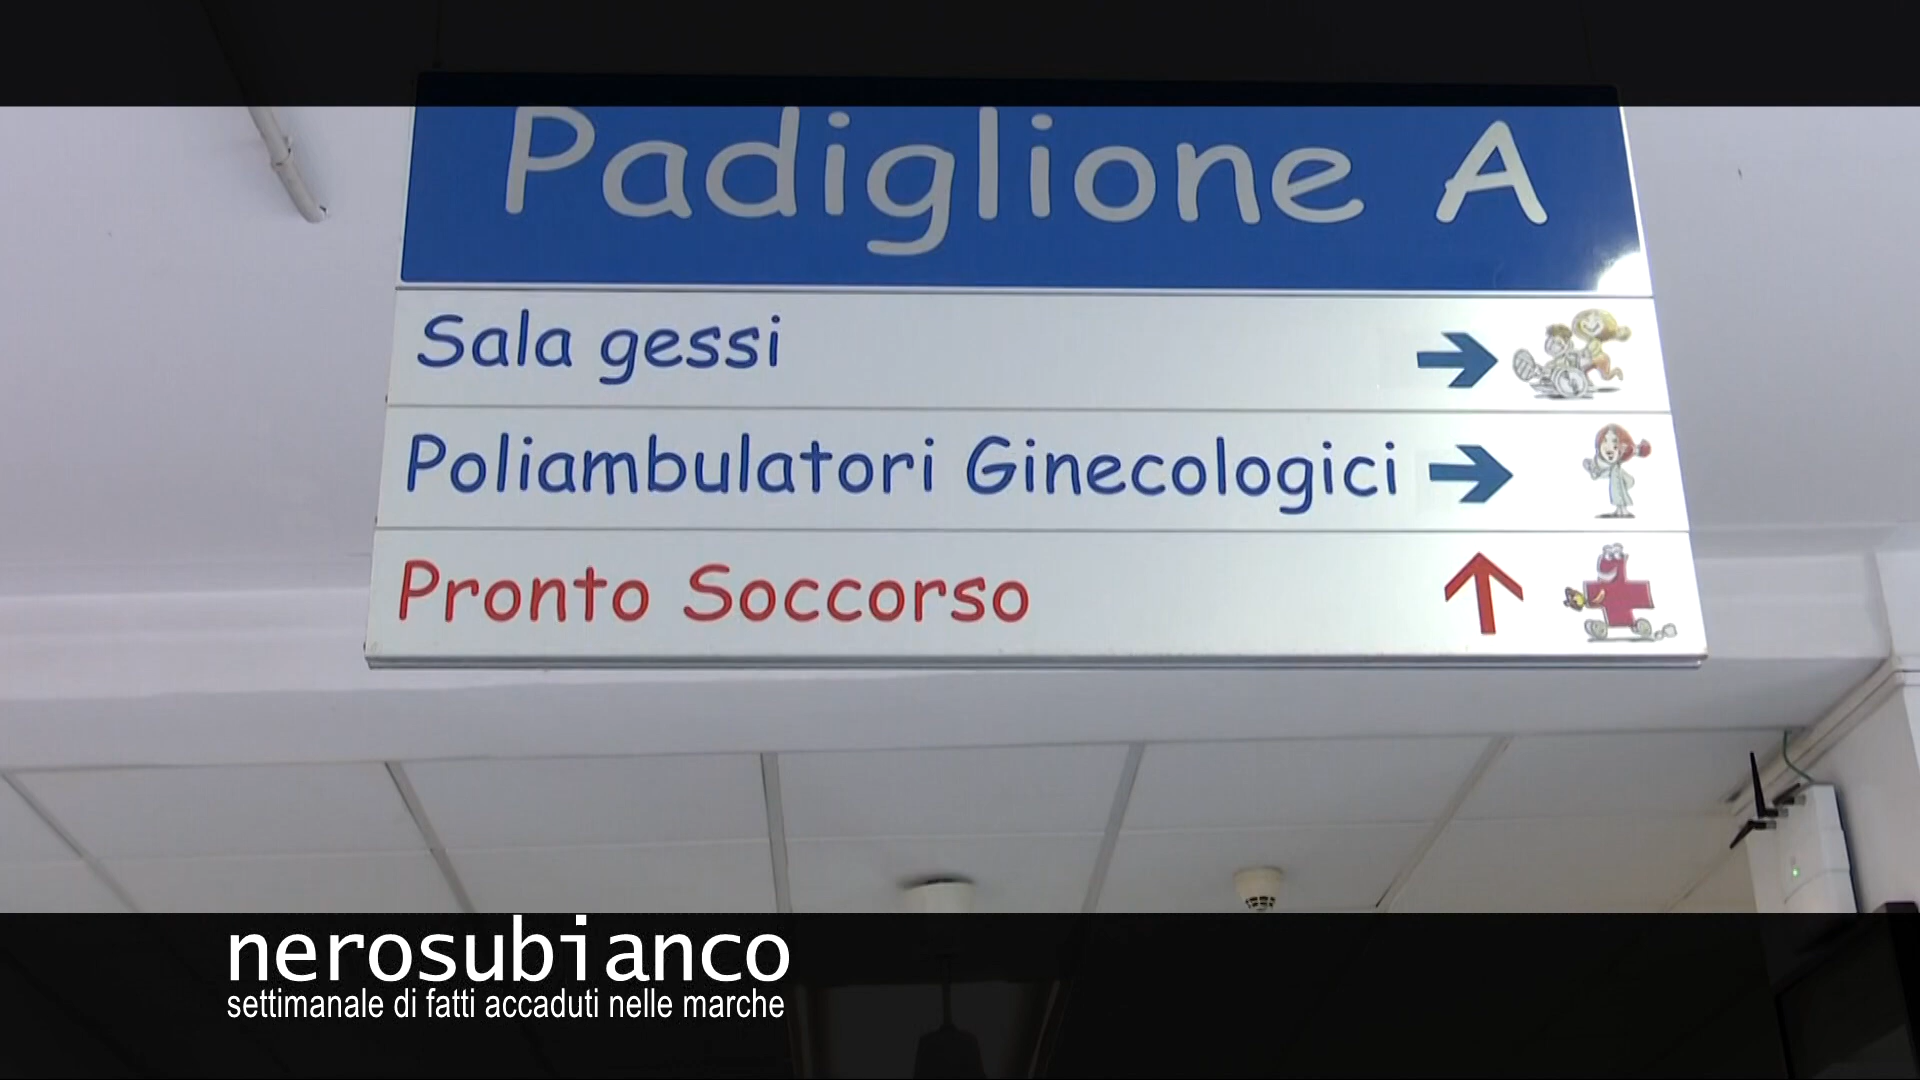 Padiglione A
Sala gessi
Poliambulatori Ginecologici
Pronto Soccorso
nerosubianco
settimanale di fatti accaduti nelle marche